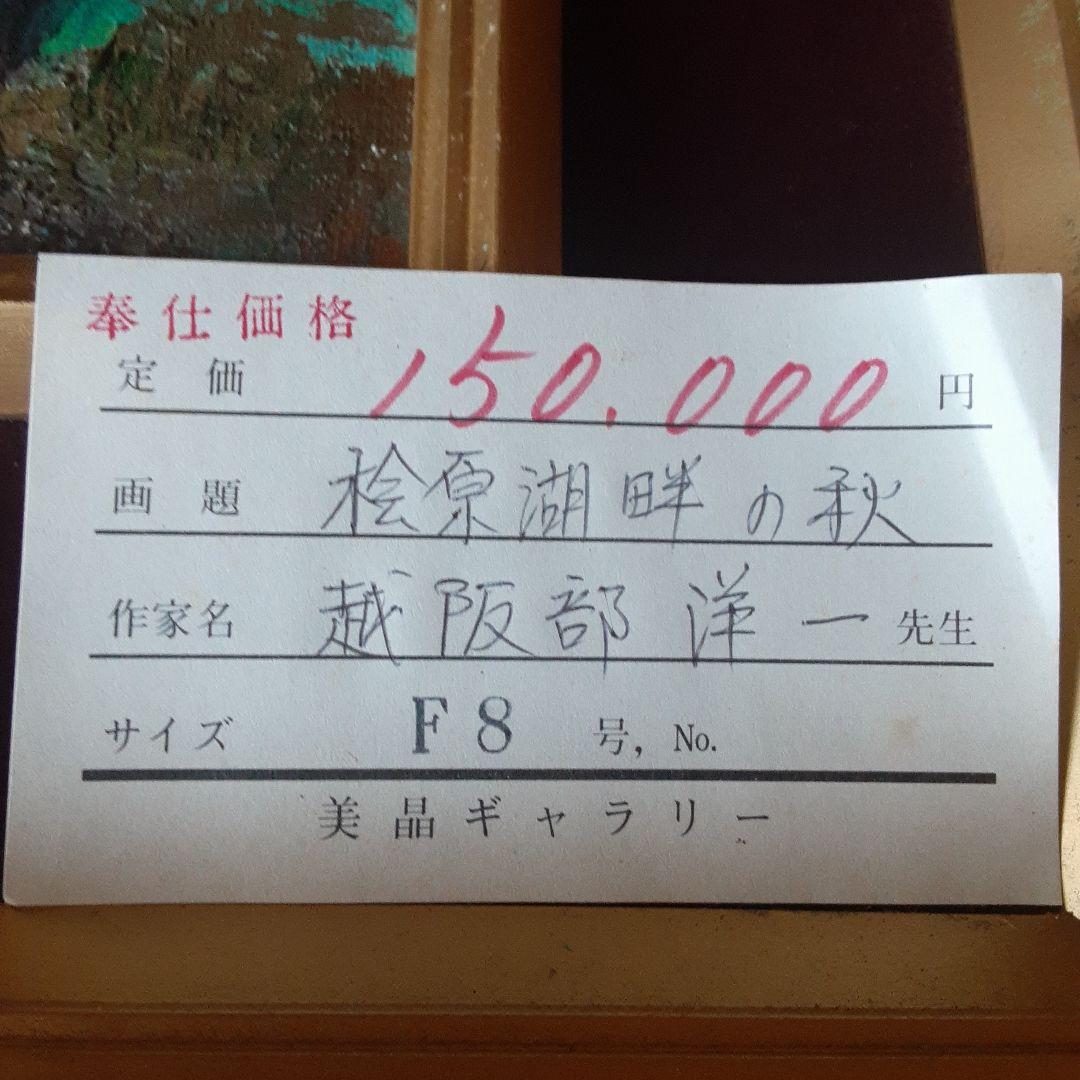 奉仕価格
定価 150.000 円
画題 桧原湖畔の秋
作家名 越阪部 洋一 先生
サイズ F8 号, No.
美晶ギャラリー